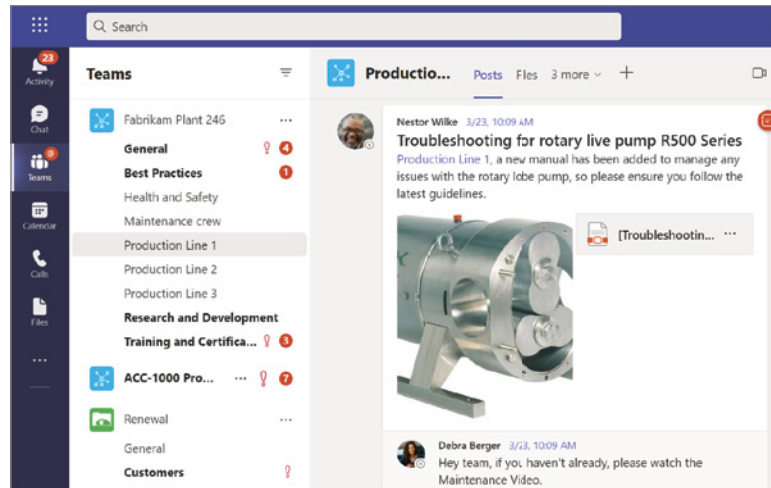 Search
23
Activity
Chat
Teams
Calendar
Calls
Files
Teams
Fabrikam Plant 246
General
4
Best Practices
1
Health and Safety
Maintenance crew
Production Line 1
Production Line 2
Production Line 3
Research and Development
Training and Certifica...
3
ACC-1000 Pro...
7
Renewal
General
Customers
Productio...
Posts
Files
3 more
Nestor Wilke 3/23, 10:09 AM
Troubleshooting for rotary live pump R500 Series
Production Line 1, a new manual has been added to manage any
issues with the rotary lobe pump, so please ensure you follow the
latest guidelines.
[Troubleshootin...
Debra Berger 3/23, 10:09 AM
Hey team, if you haven't already, please watch the
Maintenance Video.